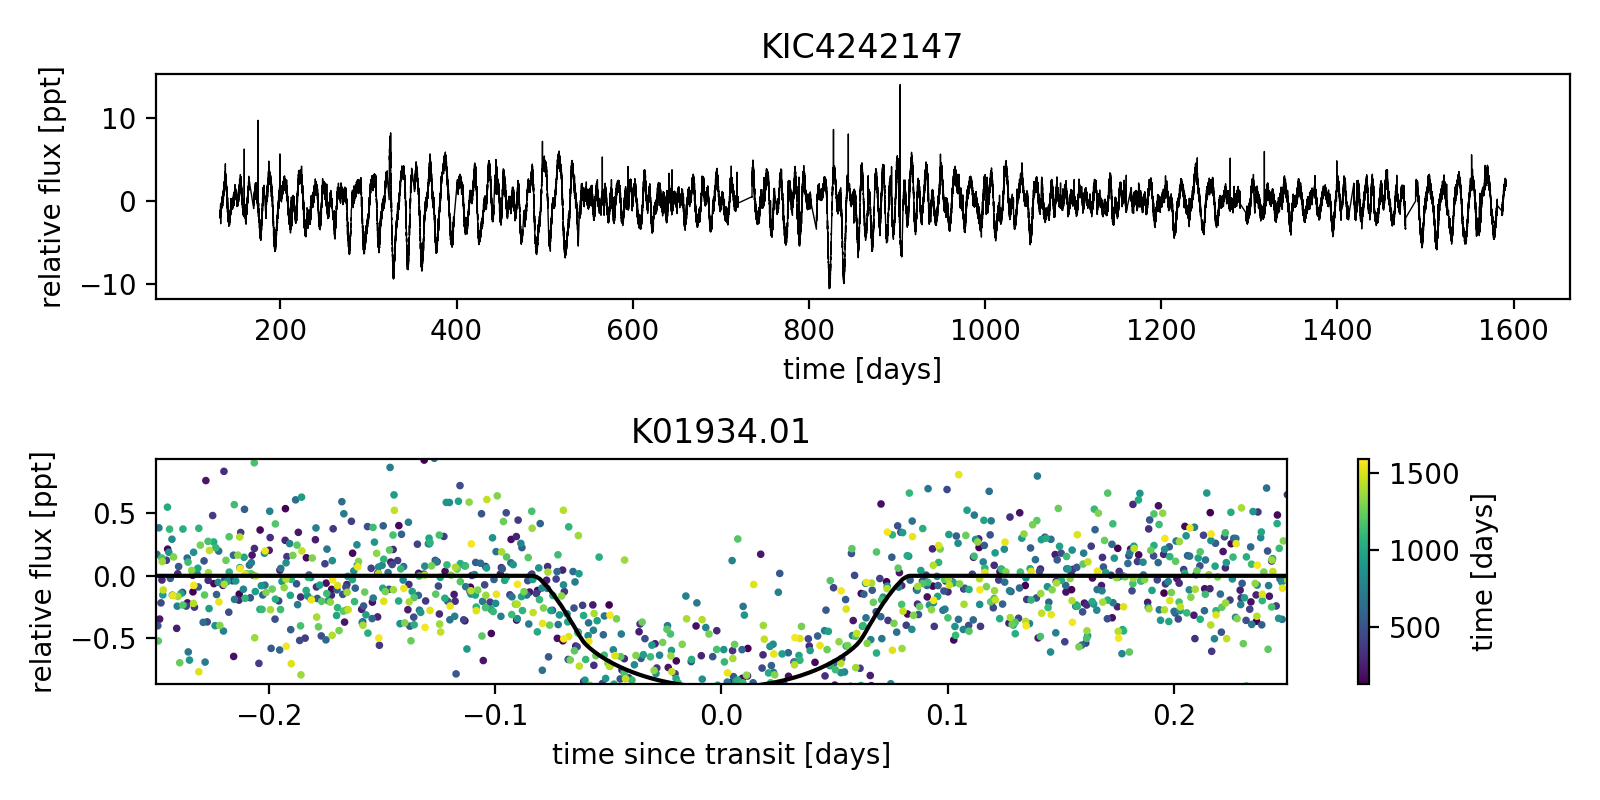 KIC4242147
relative flux [ppt]
10
0
−10
200 400 600 800 1000 1200 1400 1600
time [days]
K01934.01
relative flux [ppt]
0.5
0.0
−0.5
−0.2 −0.1 0.0 0.1 0.2
time since transit [days]
1500
1000
500
time [days]